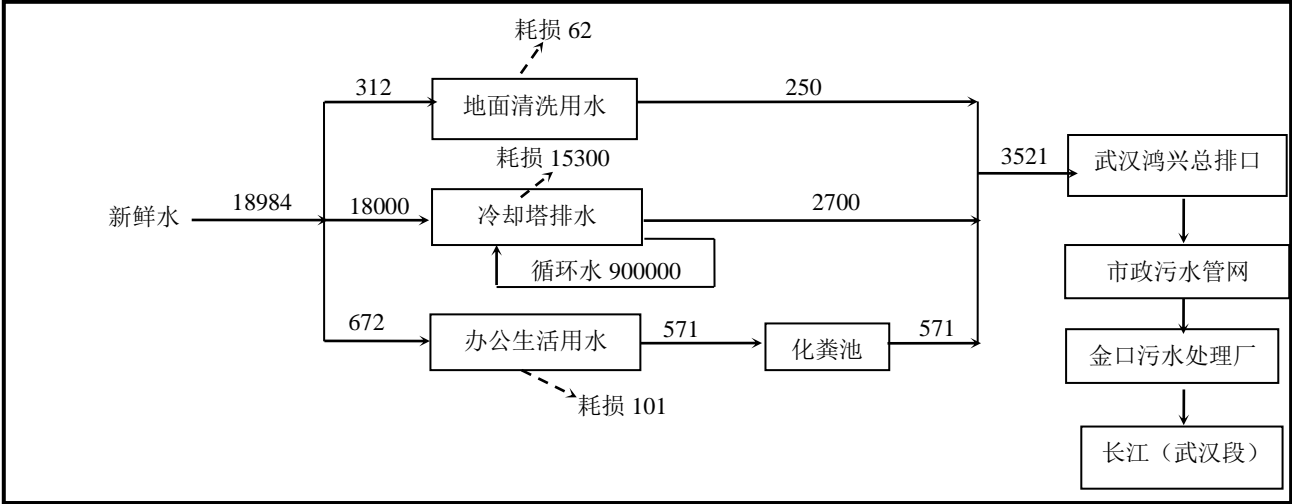 耗损 62
312
地面清洗用水
250
耗损 15300
3521
武汉鸿兴总排口
新鲜水
18984
18000
冷却塔排水
2700
循环水 900000
市政污水管网
672
办公生活用水
571
化粪池
571
金口污水处理厂
耗损 101
长江（武汉段）